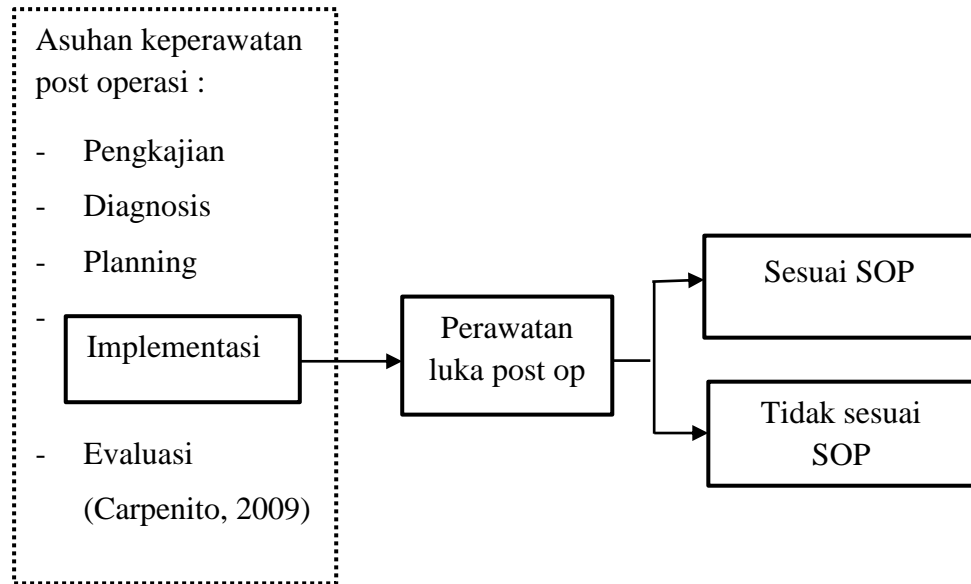 Asuhan keperawatan
post operasi :
- Pengkajian
- Diagnosis
- Planning
-
Implementasi
- Evaluasi
(Carpenito, 2009)
Perawatan
luka post op
Sesuai SOP
Tidak sesuai
SOP